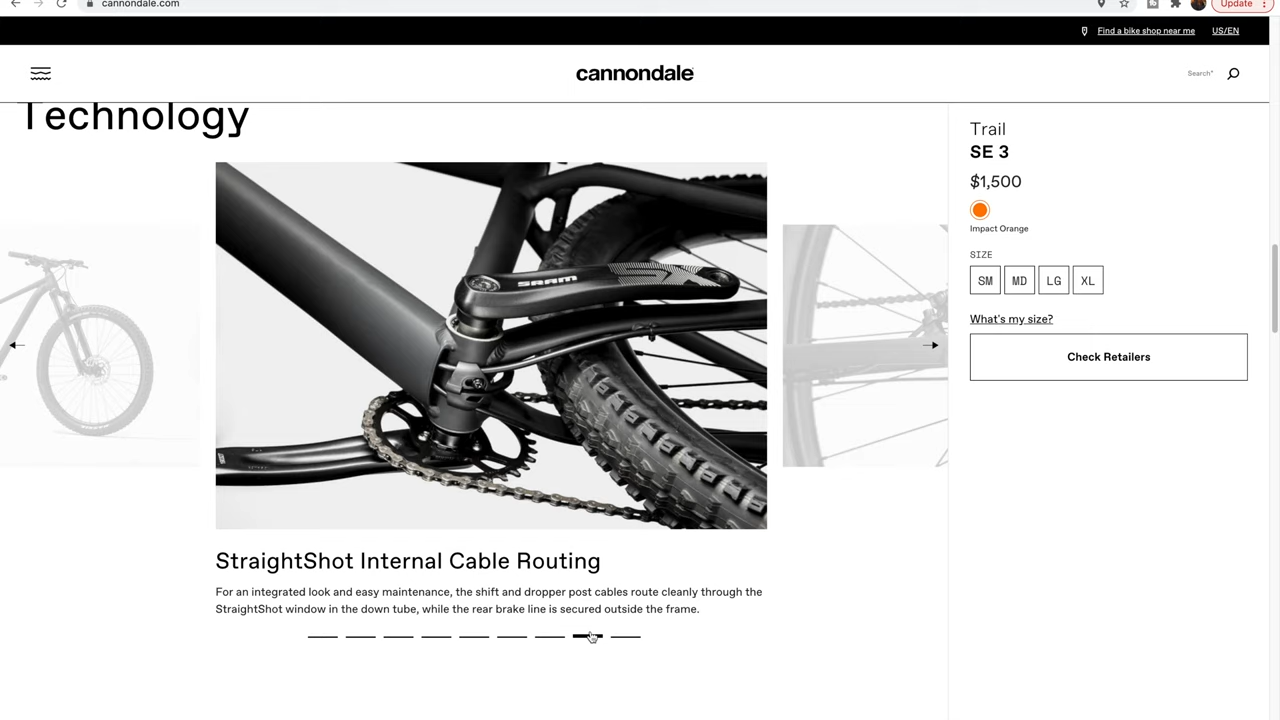 cannondale.com
Update
Find a bike shop near me
US/EN
cannondale
Search*
Technology
Trail
SE 3
$1,500
Impact Orange
SIZE
SM
MD
LG
XL
What's my size?
Check Retailers
SRAM
SX
StraightShot Internal Cable Routing
For an integrated look and easy maintenance, the shift and dropper post cables route cleanly through the
StraightShot window in the down tube, while the rear brake line is secured outside the frame.